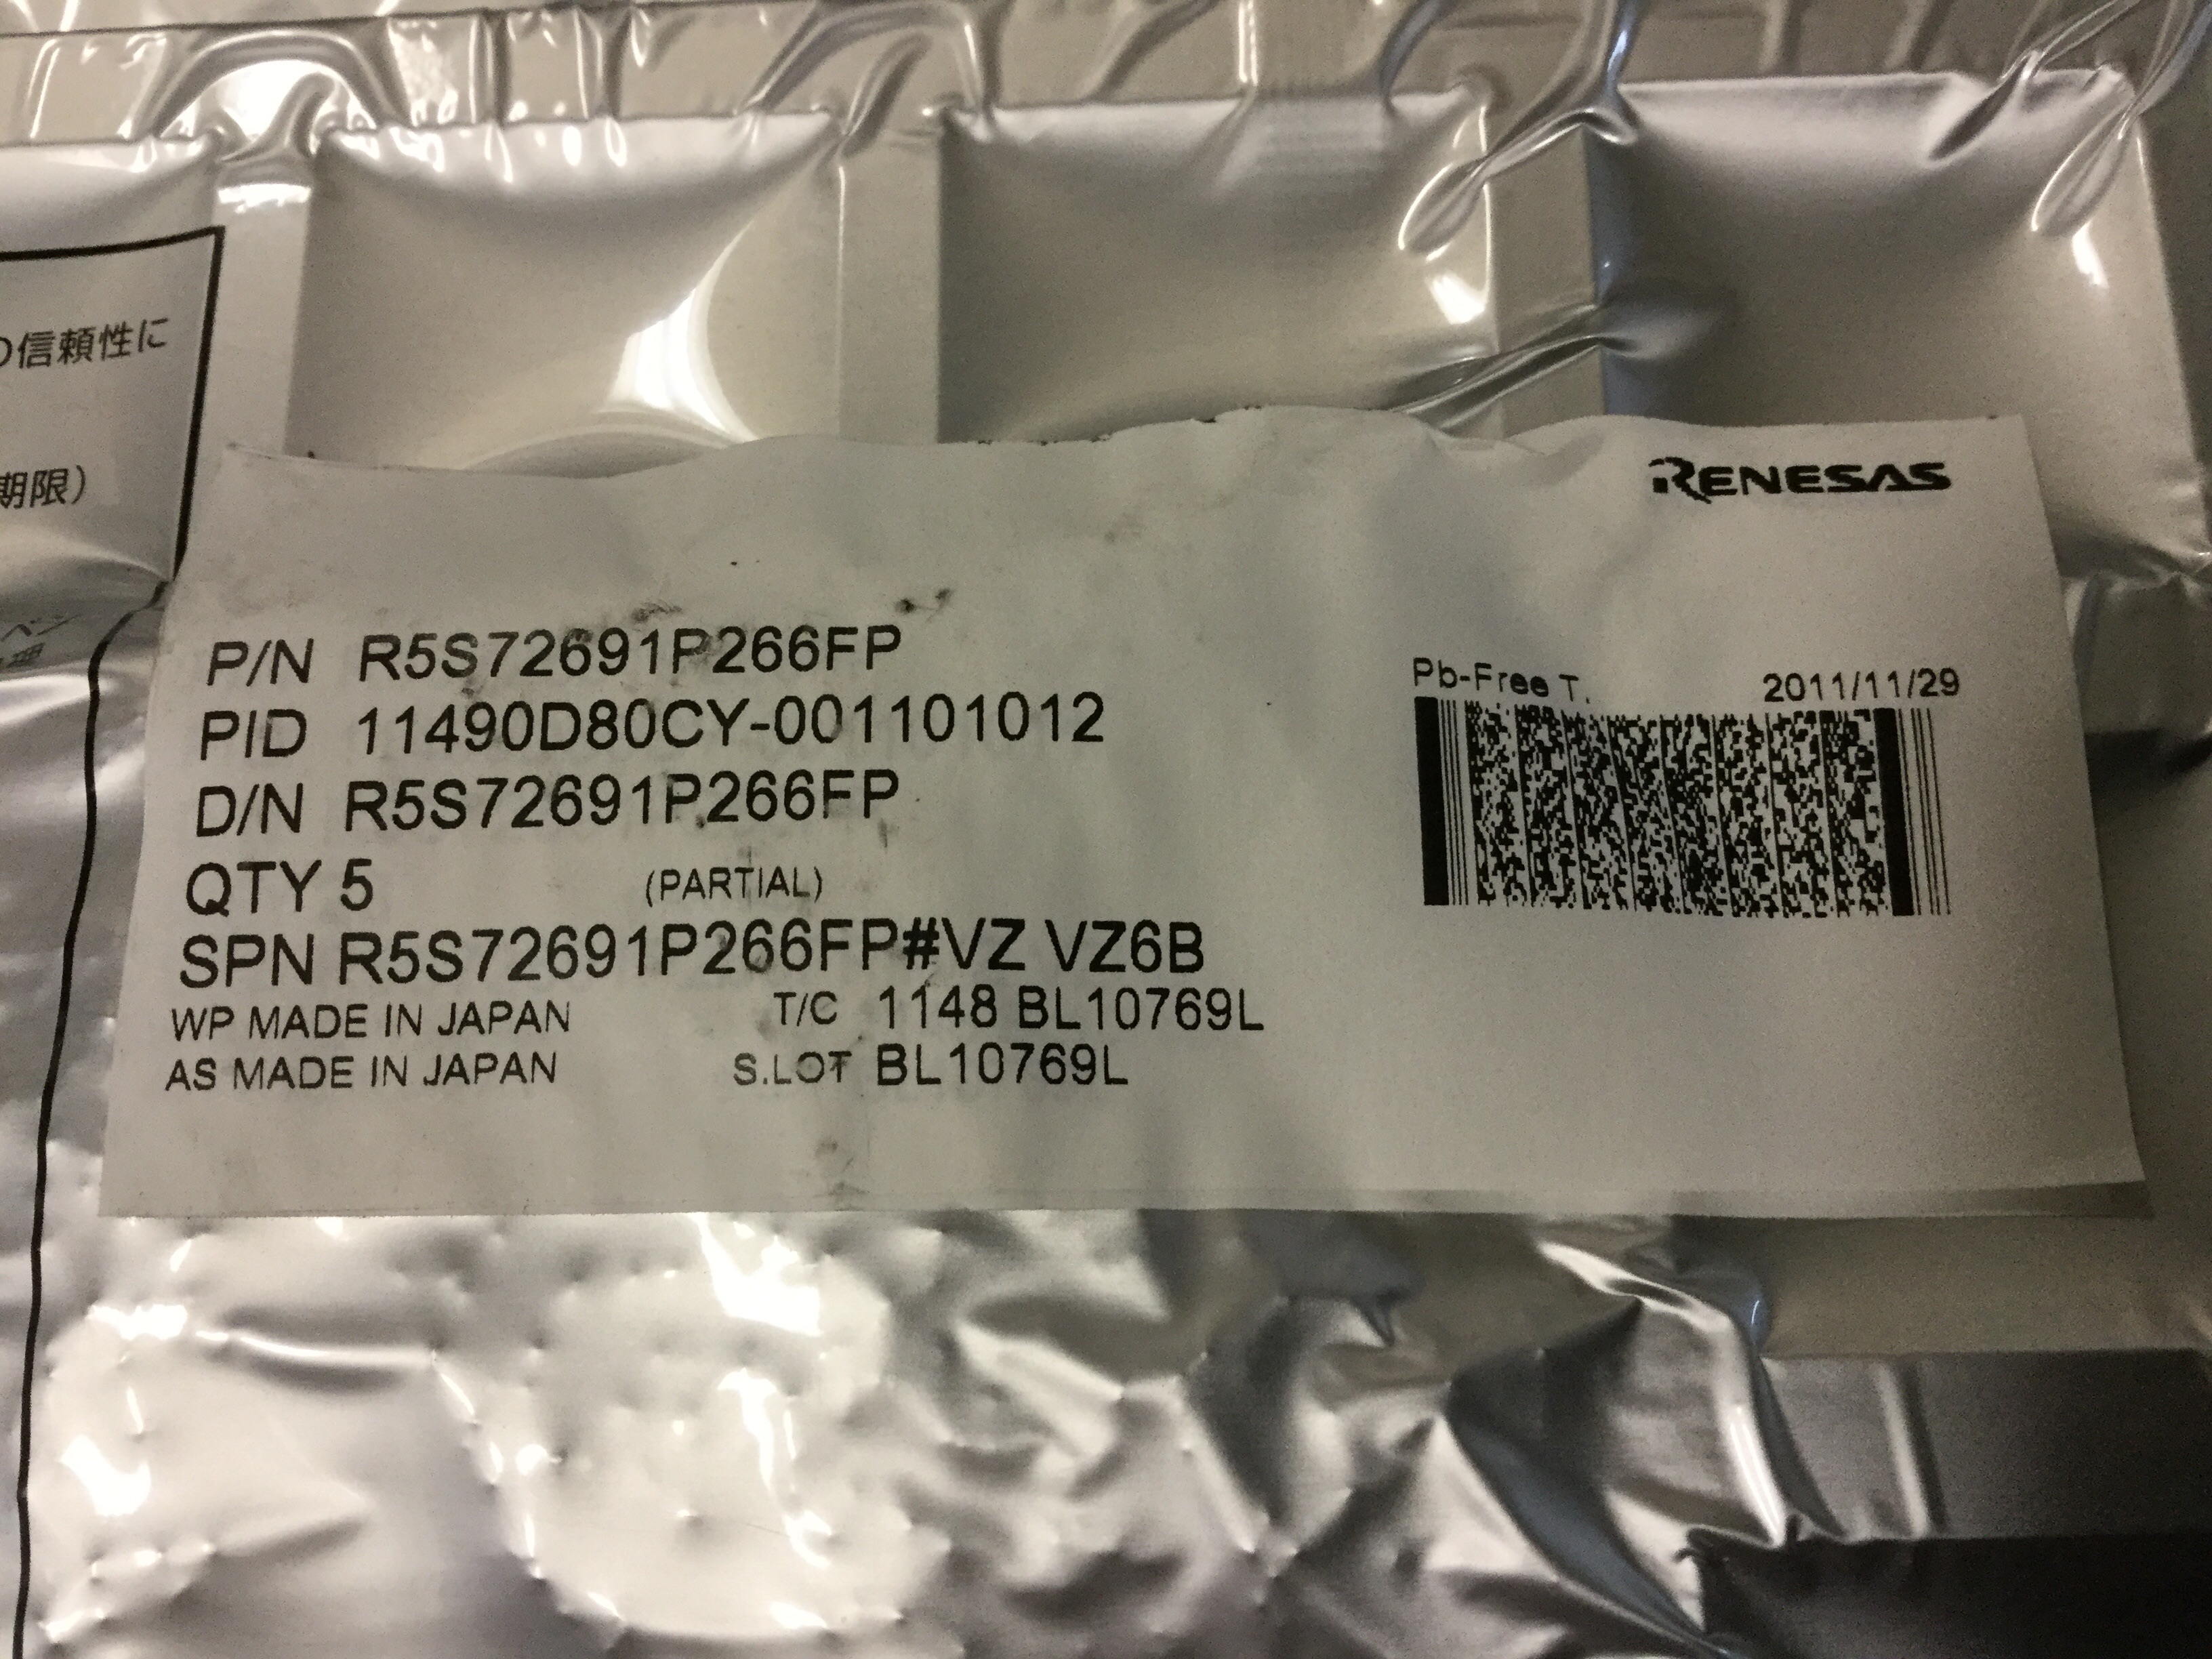 の信頼性に
期限）
RENESAS
P/N R5S72691P266FP
PID 11490D80CY-001101012
D/N R5S72691P266FP
QTY 5 (PARTIAL)
SPN R5S72691P266FP#VZ VZ6B
WP MADE IN JAPAN T/C 1148 BL10769L
AS MADE IN JAPAN S.LOT BL10769L
Pb-Free T. 2011/11/29